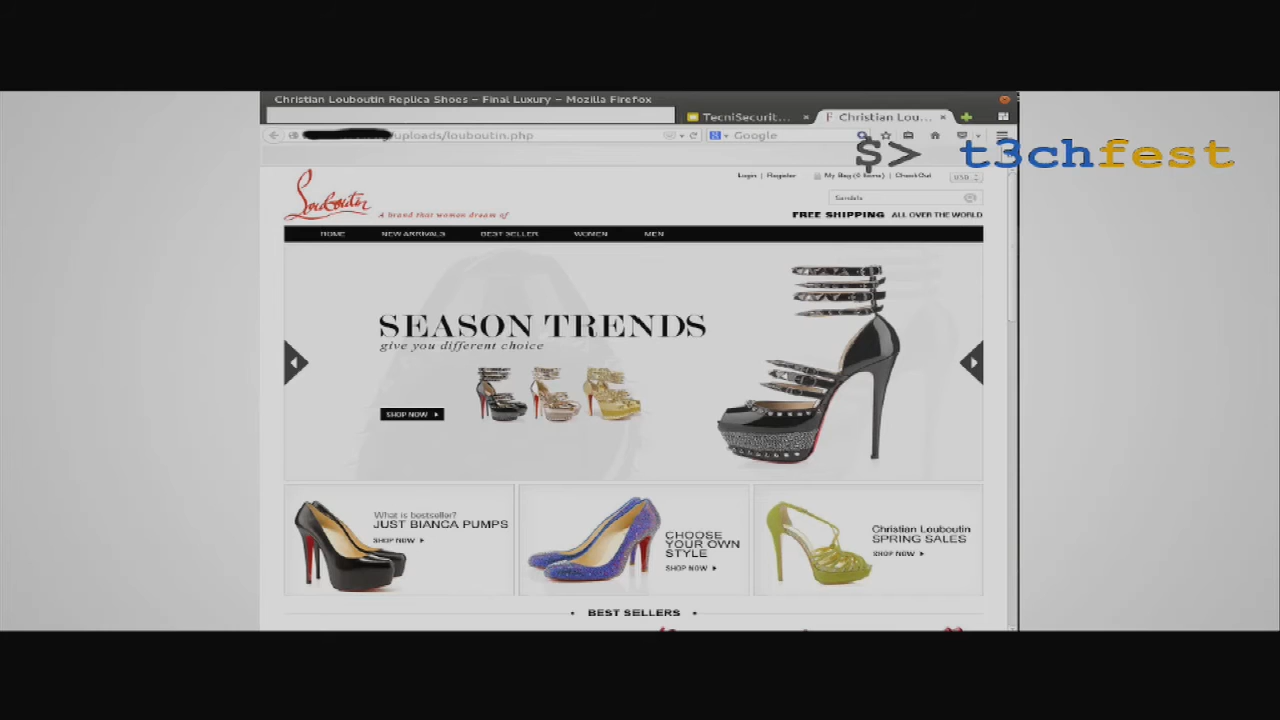 Christian Louboutin Replica Shoes – Final Luxury – Mozilla Firefox
TecniSecurit...
Christian Lou...
/uploads/louboutin.php
Google
$> t3chfest
Login | Register
My Bag (0 items) | CheckOut
USD
Louboutin
A brand that women dream of
Sandals
FREE SHIPPING ALL OVER THE WORLD
HOME NEW ARRIVALS BEST SELLER WOMEN MEN
SEASON TRENDS
give you different choice
SHOP NOW
What is bestseller?
JUST BIANCA PUMPS
SHOP NOW
CHOOSE
YOUR OWN
STYLE
SHOP NOW
Christian Louboutin
SPRING SALES
SHOP NOW
• BEST SELLERS •